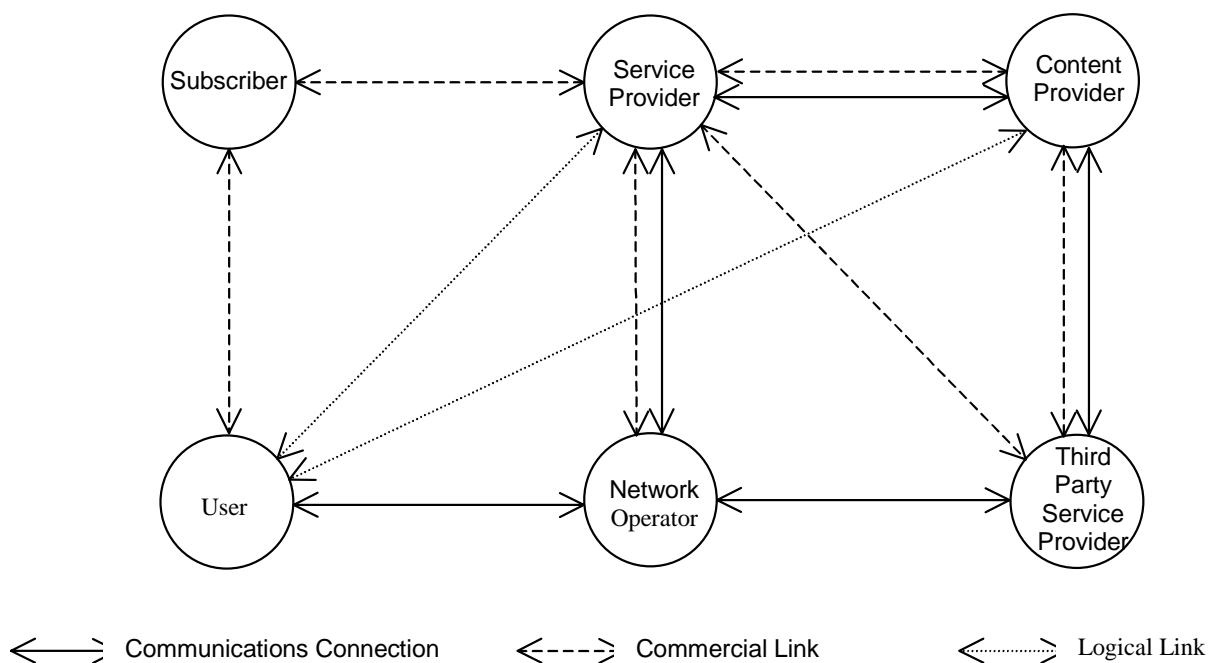 Subscriber
Service
Provider
Content
Provider
User
Network
Operator
Third
Party
Service
Provider
Communications Connection
Commercial Link
Logical Link